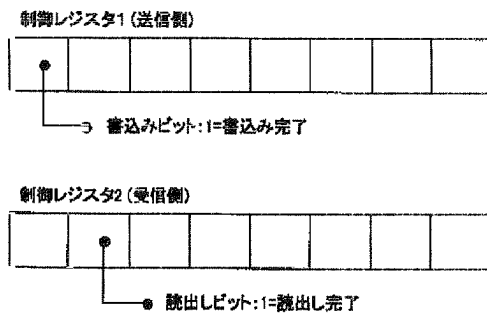 制御レジスタ1(送信側)
書込みビット:1=書込み完了
制御レジスタ2(受信側)
読出しビット:1=読出し完了